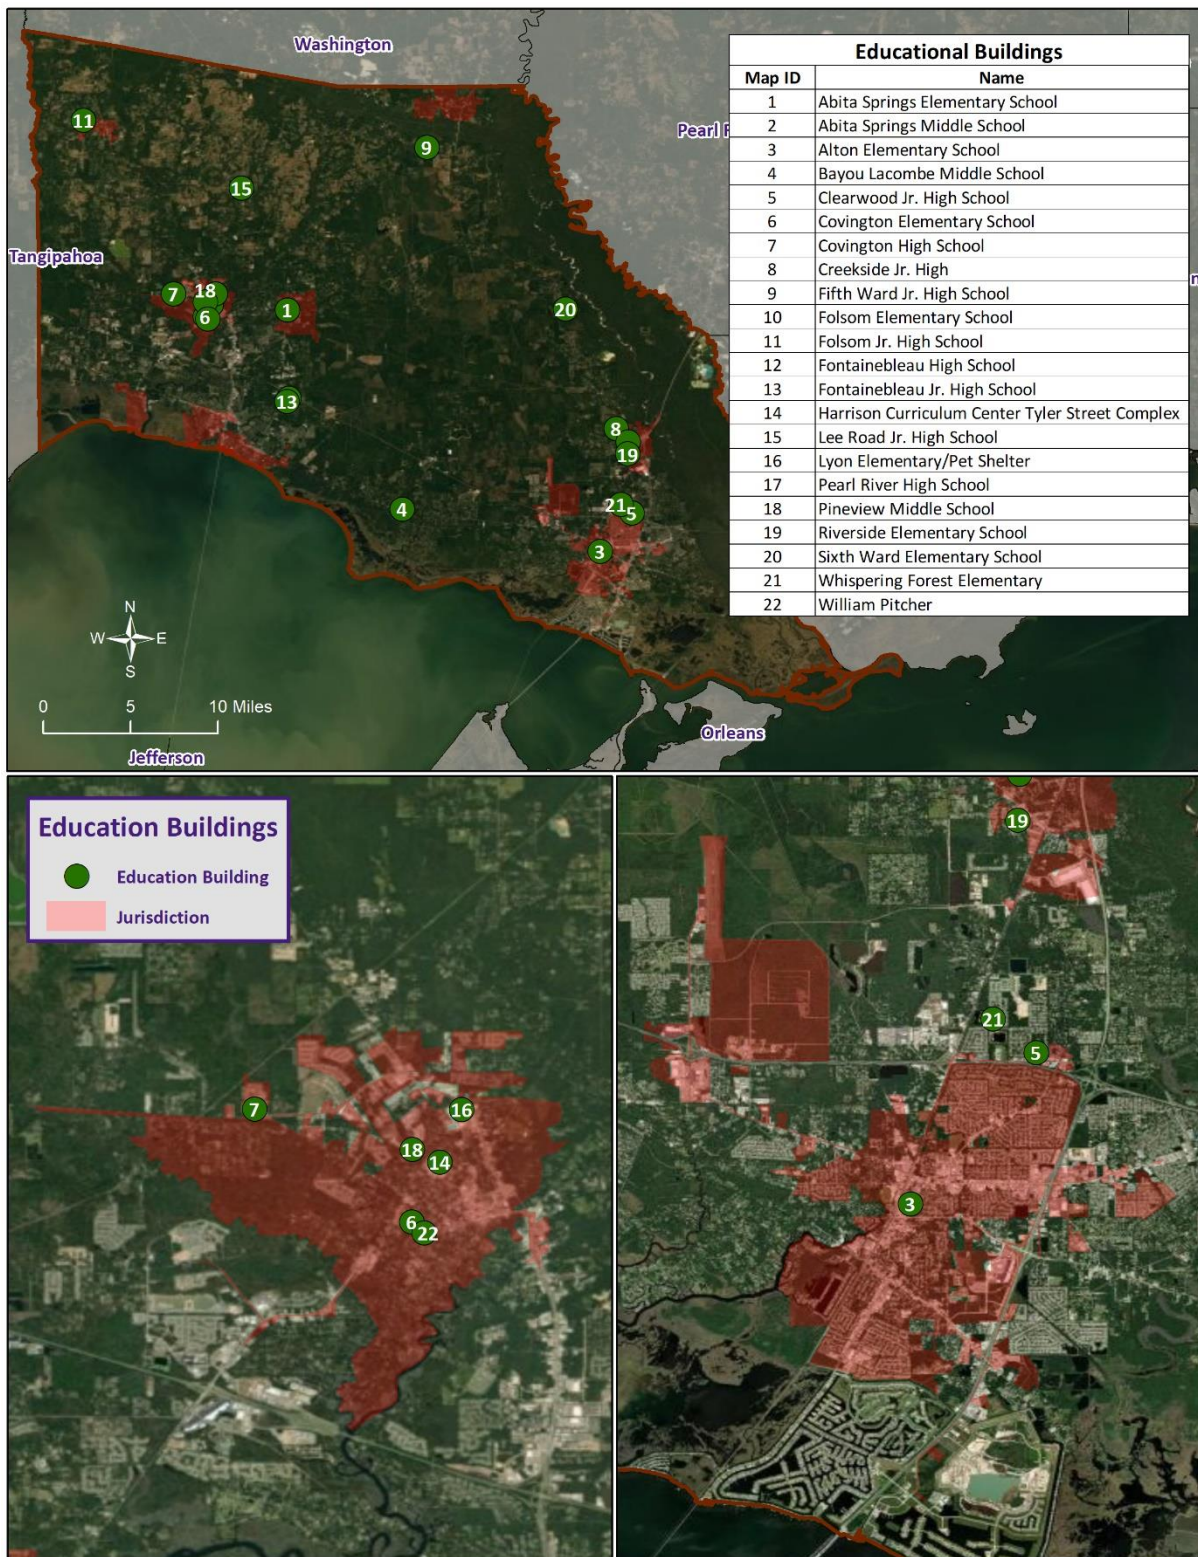 Washington
Pearl
Tangipahoa
Educational Buildings
Map ID Name
1 Abita Springs Elementary School
2 Abita Springs Middle School
3 Alton Elementary School
4 Bayou Lacombe Middle School
5 Clearwood Jr. High School
6 Covington Elementary School
7 Covington High School
8 Creekside Jr. High
9 Fifth Ward Jr. High School
10 Folsom Elementary School
11 Folsom Jr. High School
12 Fontainebleau High School
13 Fontainebleau Jr. High School
14 Harrison Curriculum Center Tyler Street Complex
15 Lee Road Jr. High School
16 Lyon Elementary/Pet Shelter
17 Pearl River High School
18 Pineview Middle School
19 Riverside Elementary School
20 Sixth Ward Elementary School
21 Whispering Forest Elementary
22 William Pitcher
11
9
15
7
18
6
1
20
13
8
19
4
21
5
3
N
W E
S
0 5 10 Miles
Jefferson
Orleans
Education Buildings
Education Building
Jurisdiction
7
16
18
14
6
22
19
21
5
3